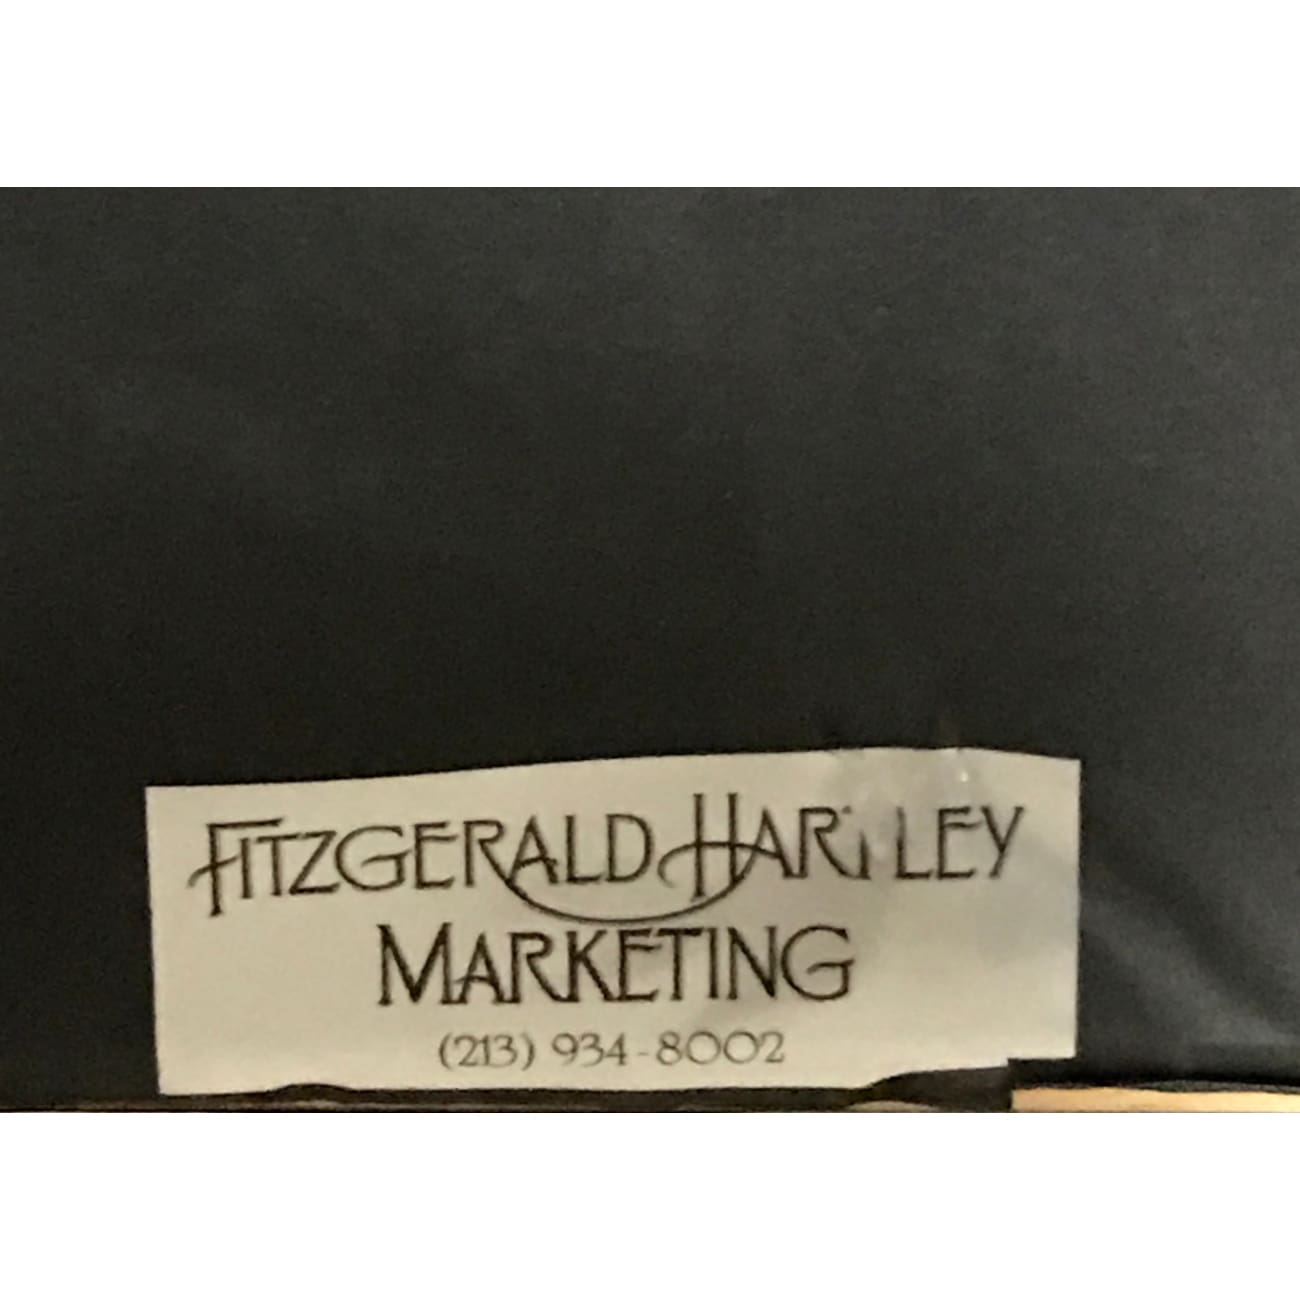 FITZGERALD HARTLEY
MARKETING
(213) 934-8002